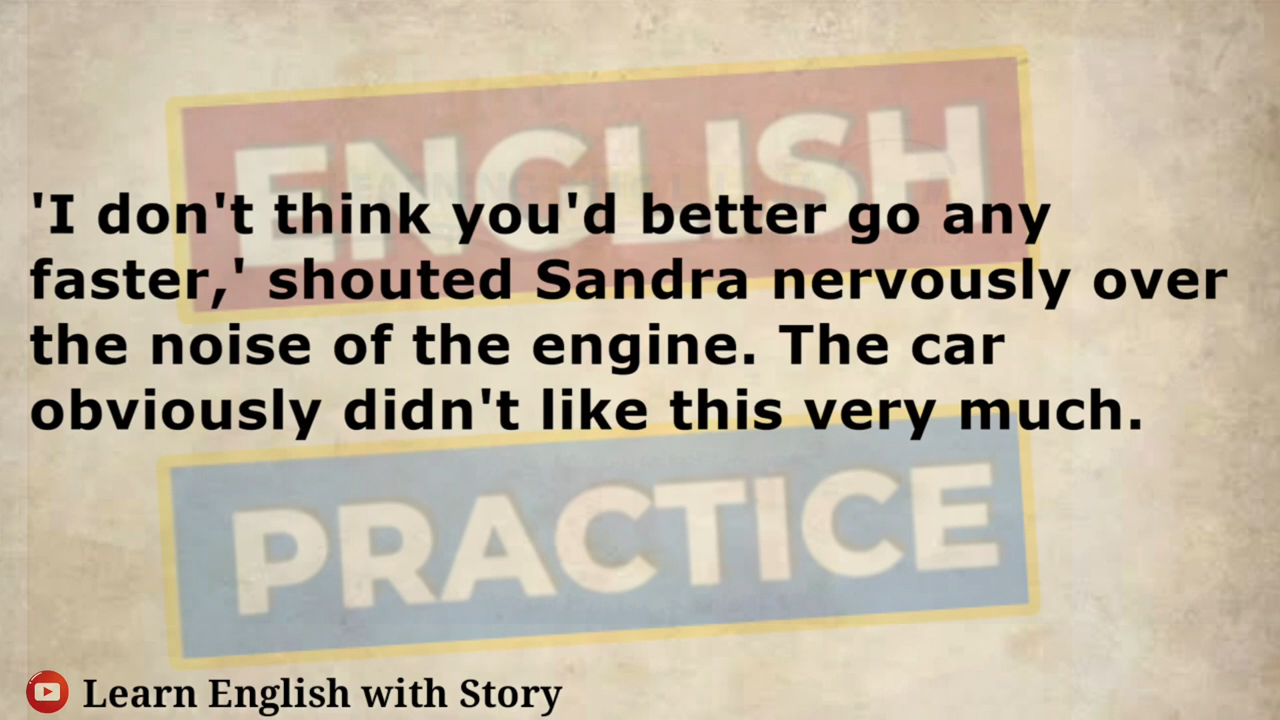 ENGLISH
'I don't think you'd better go any
faster,' shouted Sandra nervously over
the noise of the engine. The car
obviously didn't like this very much.
PRACTICE
Learn English with Story